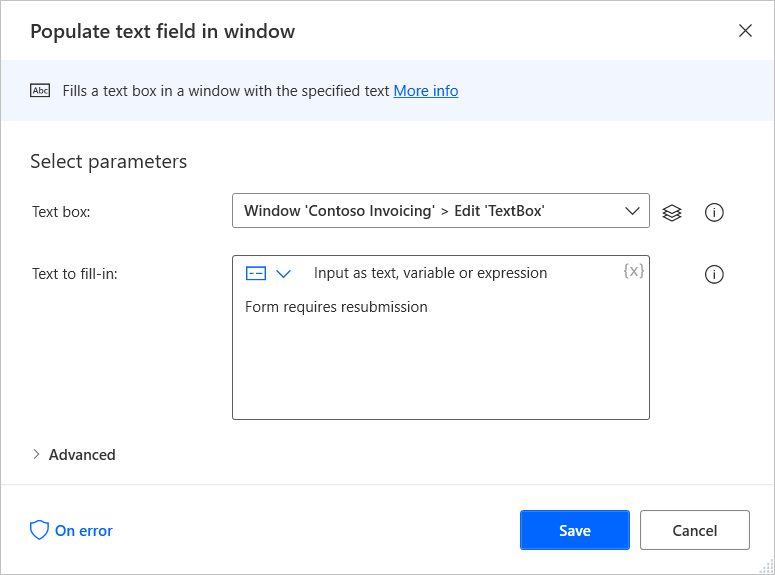 Populate text field in window
Abc Fills a text box in a window with the specified text More info
Select parameters
Text box: Window 'Contoso Invoicing' > Edit 'TextBox'
Text to fill-in: Input as text, variable or expression {x}
Form requires resubmission
> Advanced
On error Save Cancel